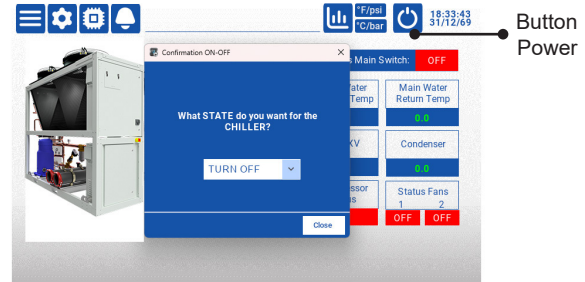 °F/psi
°C/bar
18:33:43
31/12/69
Button
Power
Confirmation ON-OFF
s Main Switch: OFF
What STATE do you want for the
CHILLER?
TURN OFF
Close
Main Water
Return Temp
0.0
Temp
XV
Condenser
0.0
Status Fans
1 2
OFF OFF